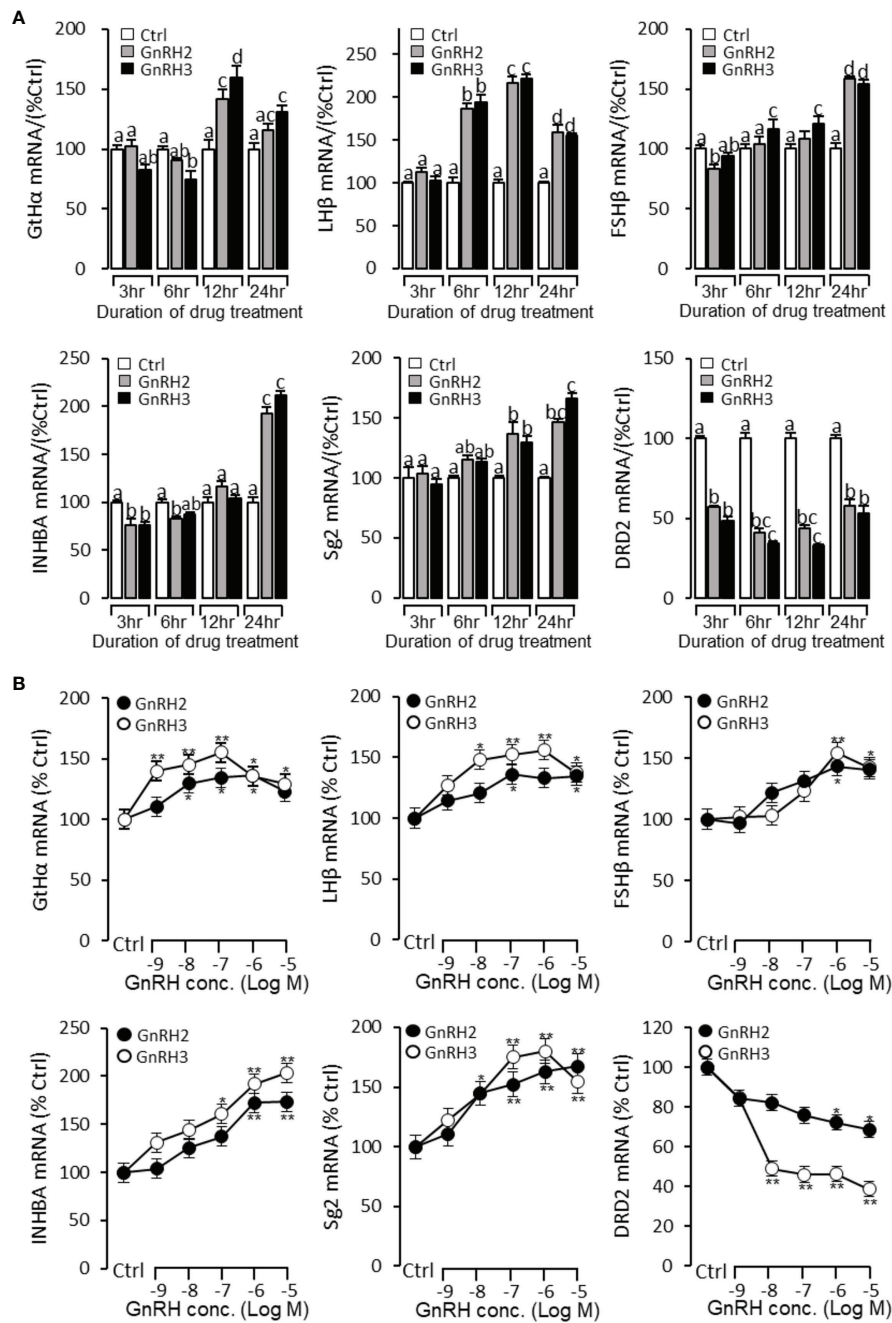 A
GtHα mRNA/(%Ctrl)
200
150
100
50
0
Ctrl
GnRH2
GnRH3
a a ab
a ab b
a c d
a ac c
3hr 6hr 12hr 24hr
Duration of drug treatment
LHβ mRNA/(%Ctrl)
250
200
150
100
50
0
Ctrl
GnRH2
GnRH3
a a a
a b b
a c c
a d d
3hr 6hr 12hr 24hr
Duration of drug treatment
FSHβ mRNA/(%Ctrl)
200
150
100
50
0
Ctrl
GnRH2
GnRH3
a b ab
a a c
a a c
a d d
3hr 6hr 12hr 24hr
Duration of drug treatment
INHBA mRNA/(%Ctrl)
250
200
150
100
50
0
Ctrl
GnRH2
GnRH3
a b b
a b ab
a a a
a c c
3hr 6hr 12hr 24hr
Duration of drug treatment
Sg2 mRNA/(%Ctrl)
200
150
100
50
0
Ctrl
GnRH2
GnRH3
a a a
a ab ab
a b b
a bc c
3hr 6hr 12hr 24hr
Duration of drug treatment
DRD2 mRNA/(%Ctrl)
150
100
50
0
Ctrl
GnRH2
GnRH3
a b b
a bc c
a bc c
a b b
3hr 6hr 12hr 24hr
Duration of drug treatment
B
GtHα mRNA (% Ctrl)
200
150
100
50
0
GnRH2
GnRH3
** ** ** * *
* * *
Ctrl
-9 -8 -7 -6 -5
GnRH conc. (Log M)
LHβ mRNA (% Ctrl)
200
150
100
50
0
GnRH2
GnRH3
* ** ** *
* *
Ctrl
-9 -8 -7 -6 -5
GnRH conc. (Log M)
FSHβ mRNA (% Ctrl)
200
150
100
50
0
GnRH2
GnRH3
** *
*
Ctrl
-9 -8 -7 -6 -5
GnRH conc. (Log M)
INHBA mRNA (% Ctrl)
250
200
150
100
50
0
GnRH2
GnRH3
* ** **
** **
Ctrl
-9 -8 -7 -6 -5
GnRH conc. (Log M)
Sg2 mRNA (% Ctrl)
200
150
100
50
0
GnRH2
GnRH3
* ** ** **
** ** **
Ctrl
-9 -8 -7 -6 -5
GnRH conc. (Log M)
DRD2 mRNA (% Ctrl)
120
100
80
60
40
20
0
GnRH2
GnRH3
* *
** ** ** **
Ctrl
-9 -8 -7 -6 -5
GnRH conc. (Log M)